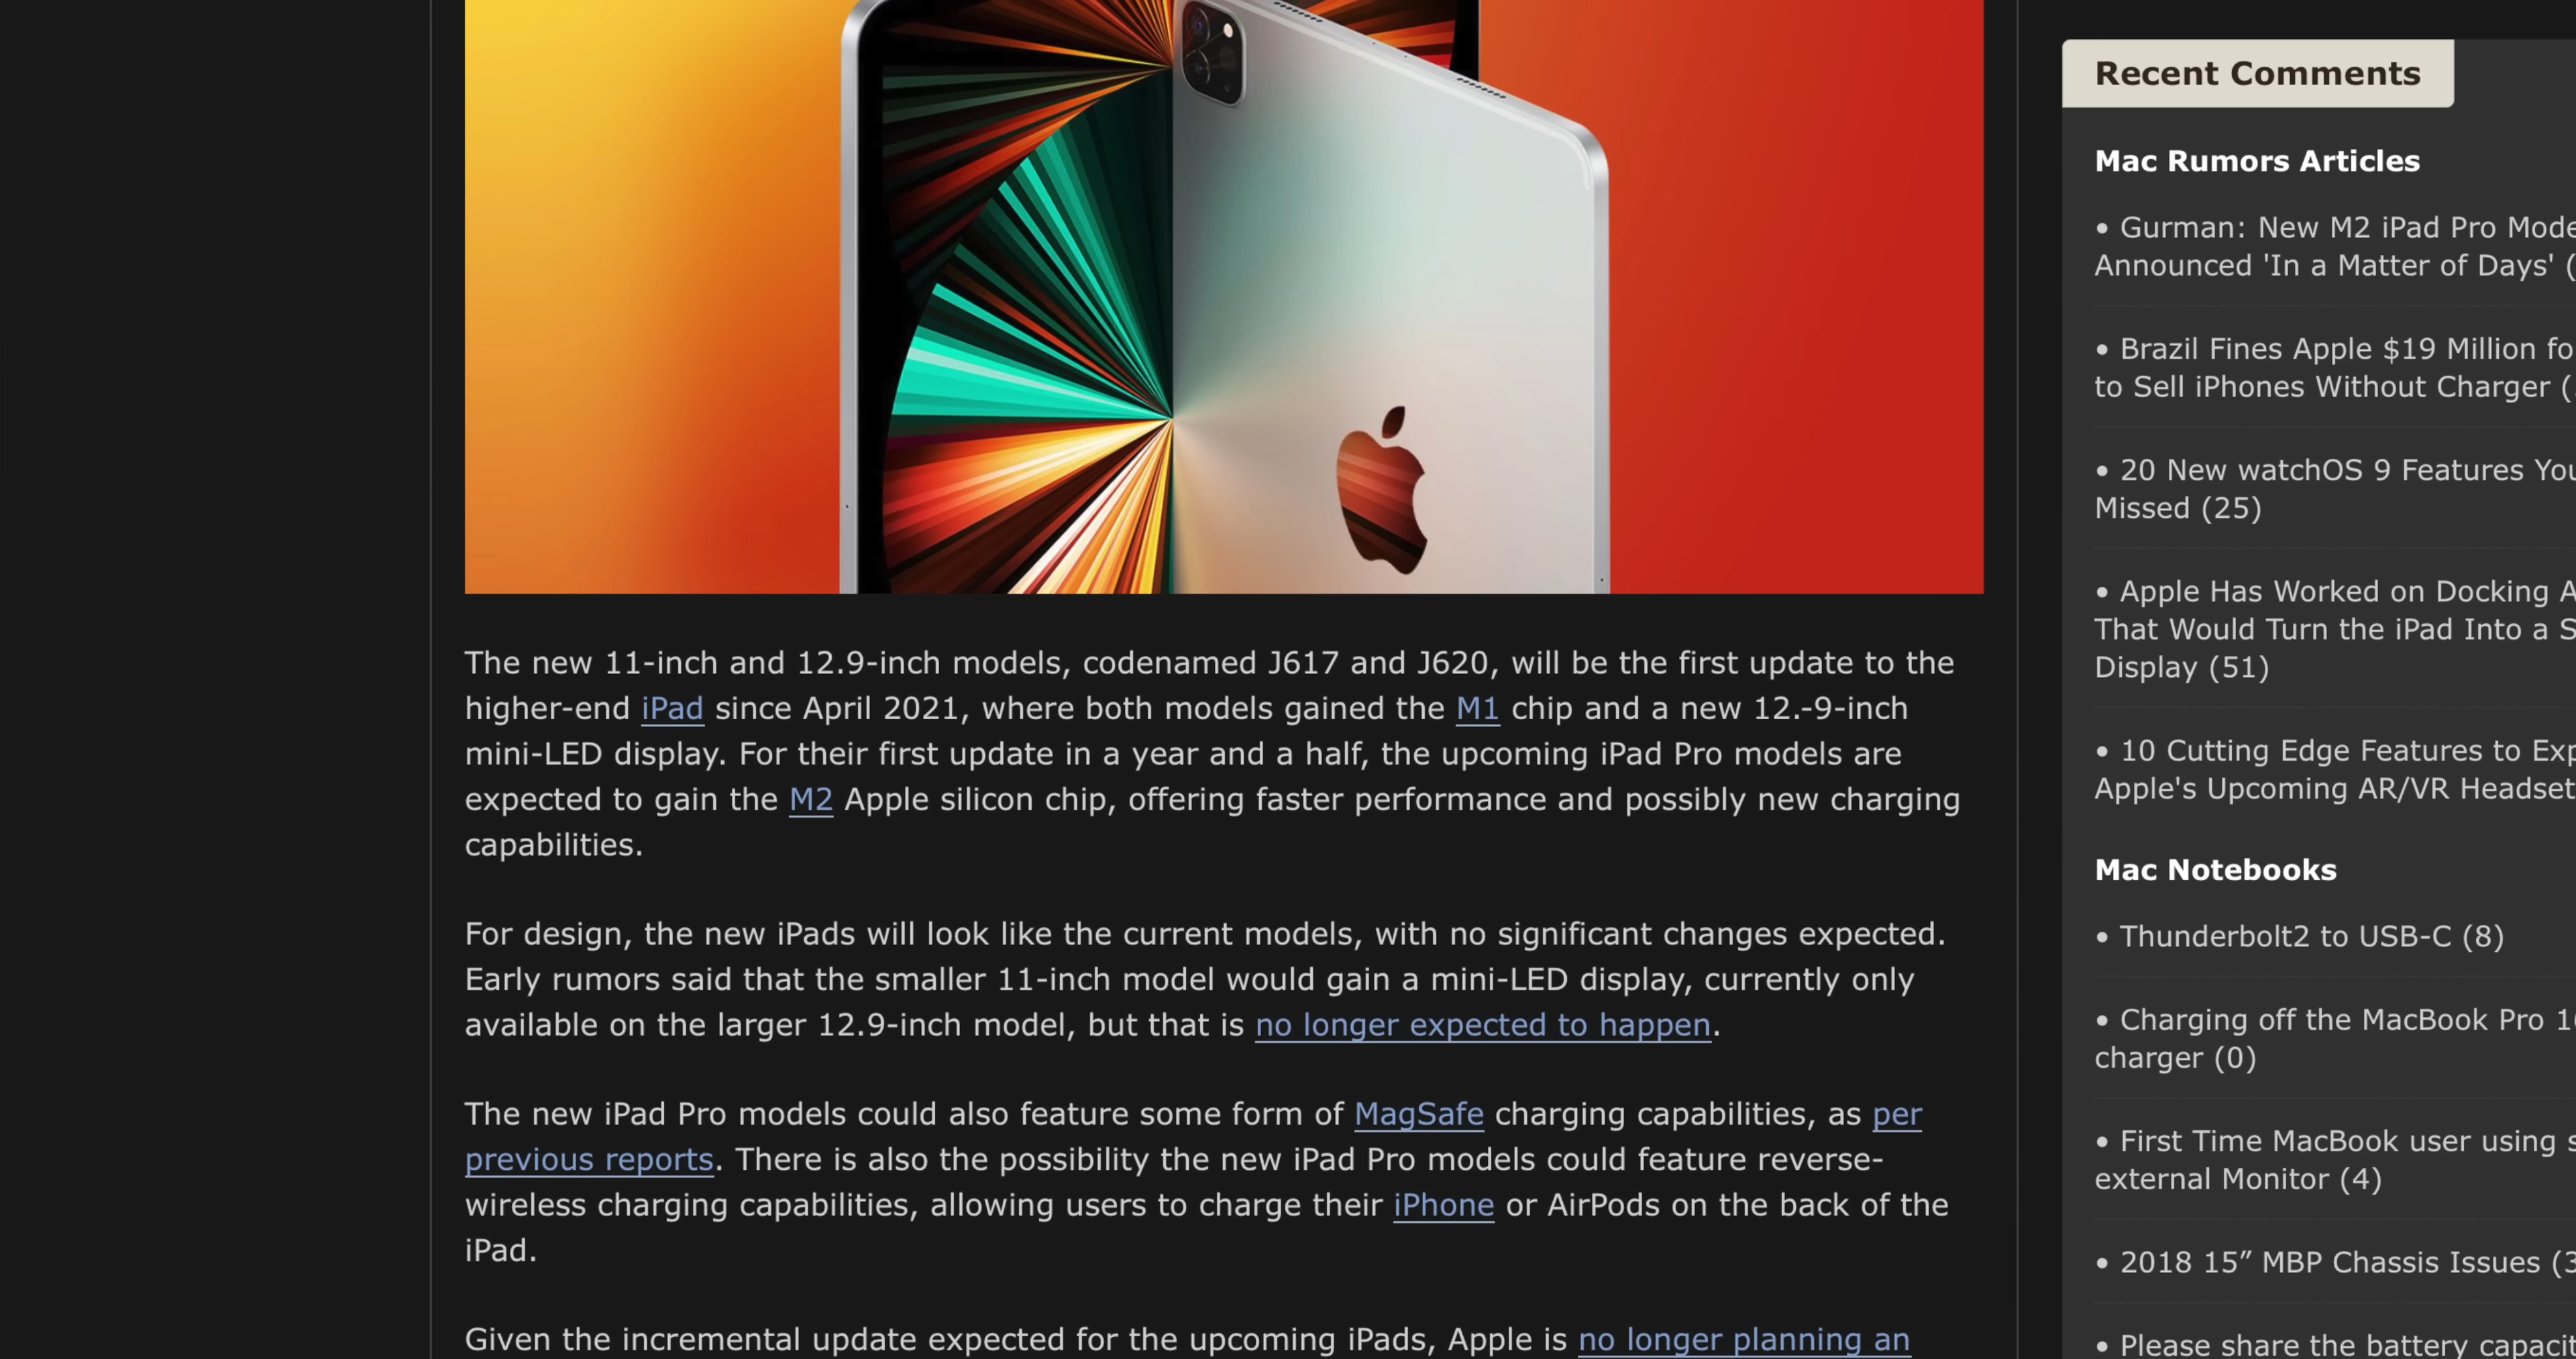 The new 11-inch and 12.9-inch models, codenamed J617 and J620, will be the first update to the
higher-end iPad since April 2021, where both models gained the M1 chip and a new 12.-9-inch
mini-LED display. For their first update in a year and a half, the upcoming iPad Pro models are
expected to gain the M2 Apple silicon chip, offering faster performance and possibly new charging
capabilities.
For design, the new iPads will look like the current models, with no significant changes expected.
Early rumors said that the smaller 11-inch model would gain a mini-LED display, currently only
available on the larger 12.9-inch model, but that is no longer expected to happen.
The new iPad Pro models could also feature some form of MagSafe charging capabilities, as per
previous reports. There is also the possibility the new iPad Pro models could feature reverse-
wireless charging capabilities, allowing users to charge their iPhone or AirPods on the back of the
iPad.
Given the incremental update expected for the upcoming iPads, Apple is no longer planning an
Recent Comments
Mac Rumors Articles
• Gurman: New M2 iPad Pro
Announced 'In a Matter of Days' (
• Brazil Fines Apple $19 Million
to Sell iPhones Without Charger (
• 20 New watchOS 9 Features
Missed (25)
• Apple Has Worked on Docking
That Would Turn the iPad Into a
Display (51)
• 10 Cutting Edge Features to
Apple's Upcoming AR/VR Headset
Mac Notebooks
• Thunderbolt2 to USB-C (8)
• Charging off the MacBook Pro
charger (0)
• First Time MacBook user using
external Monitor (4)
• 2018 15” MBP Chassis Issues (
• Please share the battery